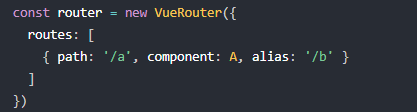 const router = new VueRouter({
  routes: [
    { path: '/a', component: A, alias: '/b' }
  ]
})